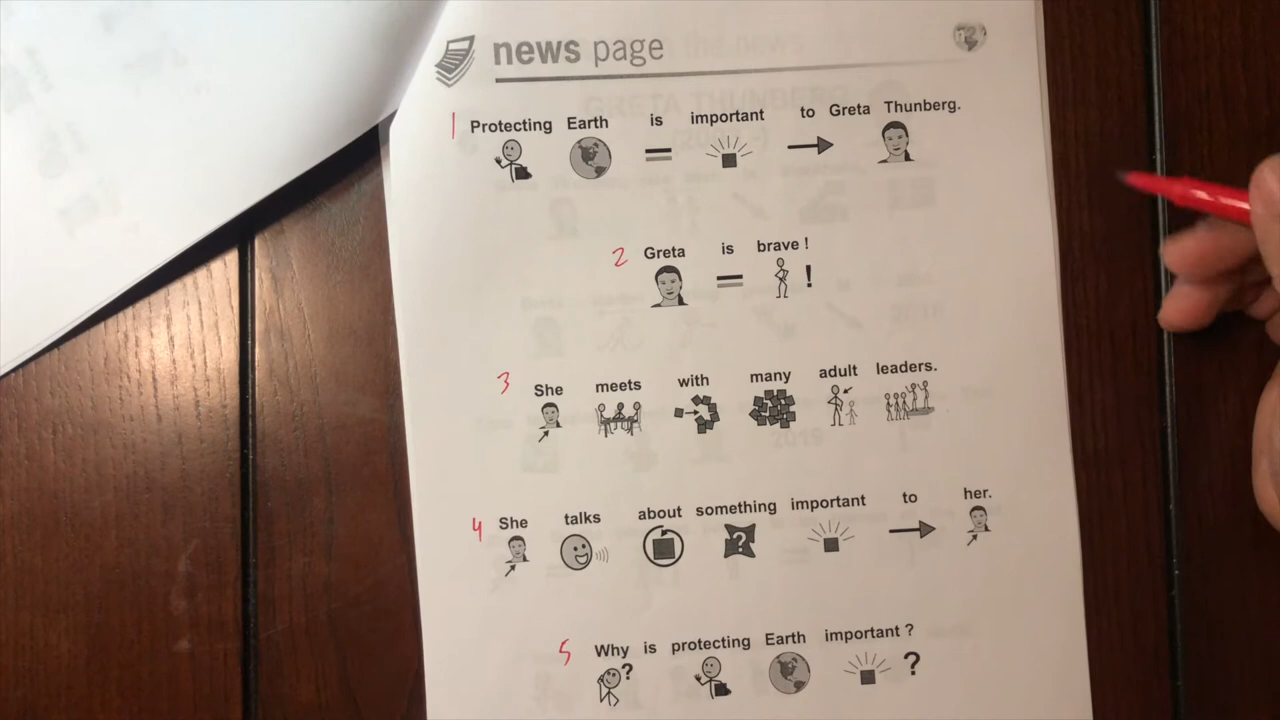 news page
n2
1 Protecting Earth is important to Greta Thunberg.
2 Greta is brave !
!
3 She meets with many adult leaders.
4 She talks about something important to her.
?
5 Why is protecting Earth important ?
? ?